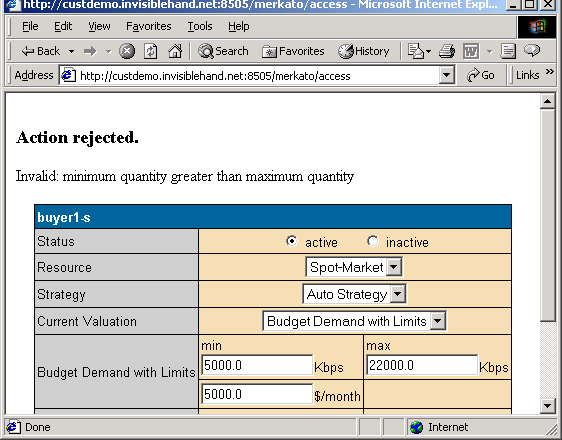 http://custdemo.invisiblehand.net:8505/merkato/access - Microsoft Internet Expl...
File Edit View Favorites Tools Help
Back Search Favorites History
Address http://custdemo.invisiblehand.net:8505/merkato/access Go Links »
Action rejected.
Invalid: minimum quantity greater than maximum quantity
buyer1-s
Status active inactive
Resource Spot-Market
Strategy Auto Strategy
Current Valuation Budget Demand with Limits
min max
Budget Demand with Limits 5000.0 Kbps 22000.0 Kbps
5000.0 $/month
Done Internet